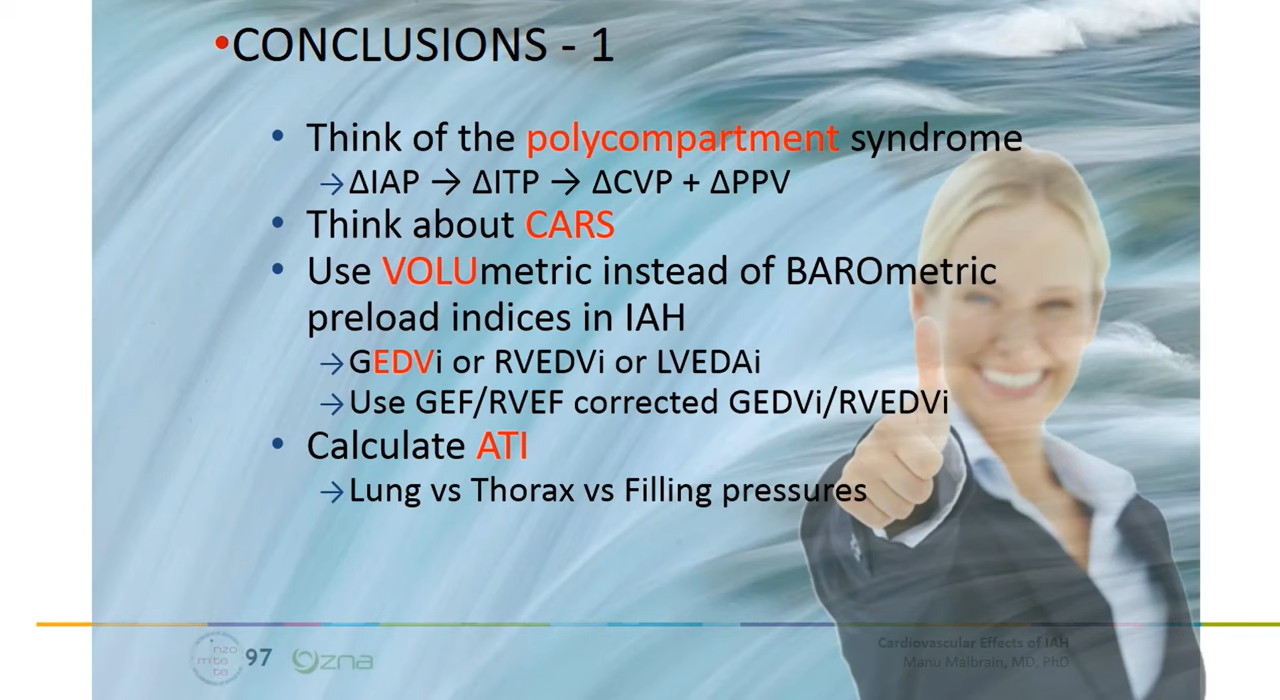 •CONCLUSIONS - 1
• Think of the polycompartment syndrome
→ΔIAP → ΔITP → ΔCVP + ΔPPV
• Think about CARS
• Use VOLUmetric instead of BAROmetric
preload indices in IAH
→GEDVi or RVEDVi or LVEDAi
→Use GEF/RVEF corrected GEDVi/RVEDVi
• Calculate ATI
→Lung vs Thorax vs Filling pressures
97
zna
Cardiovascular Effects of IAH
Manu Malbrain, MD, PhD